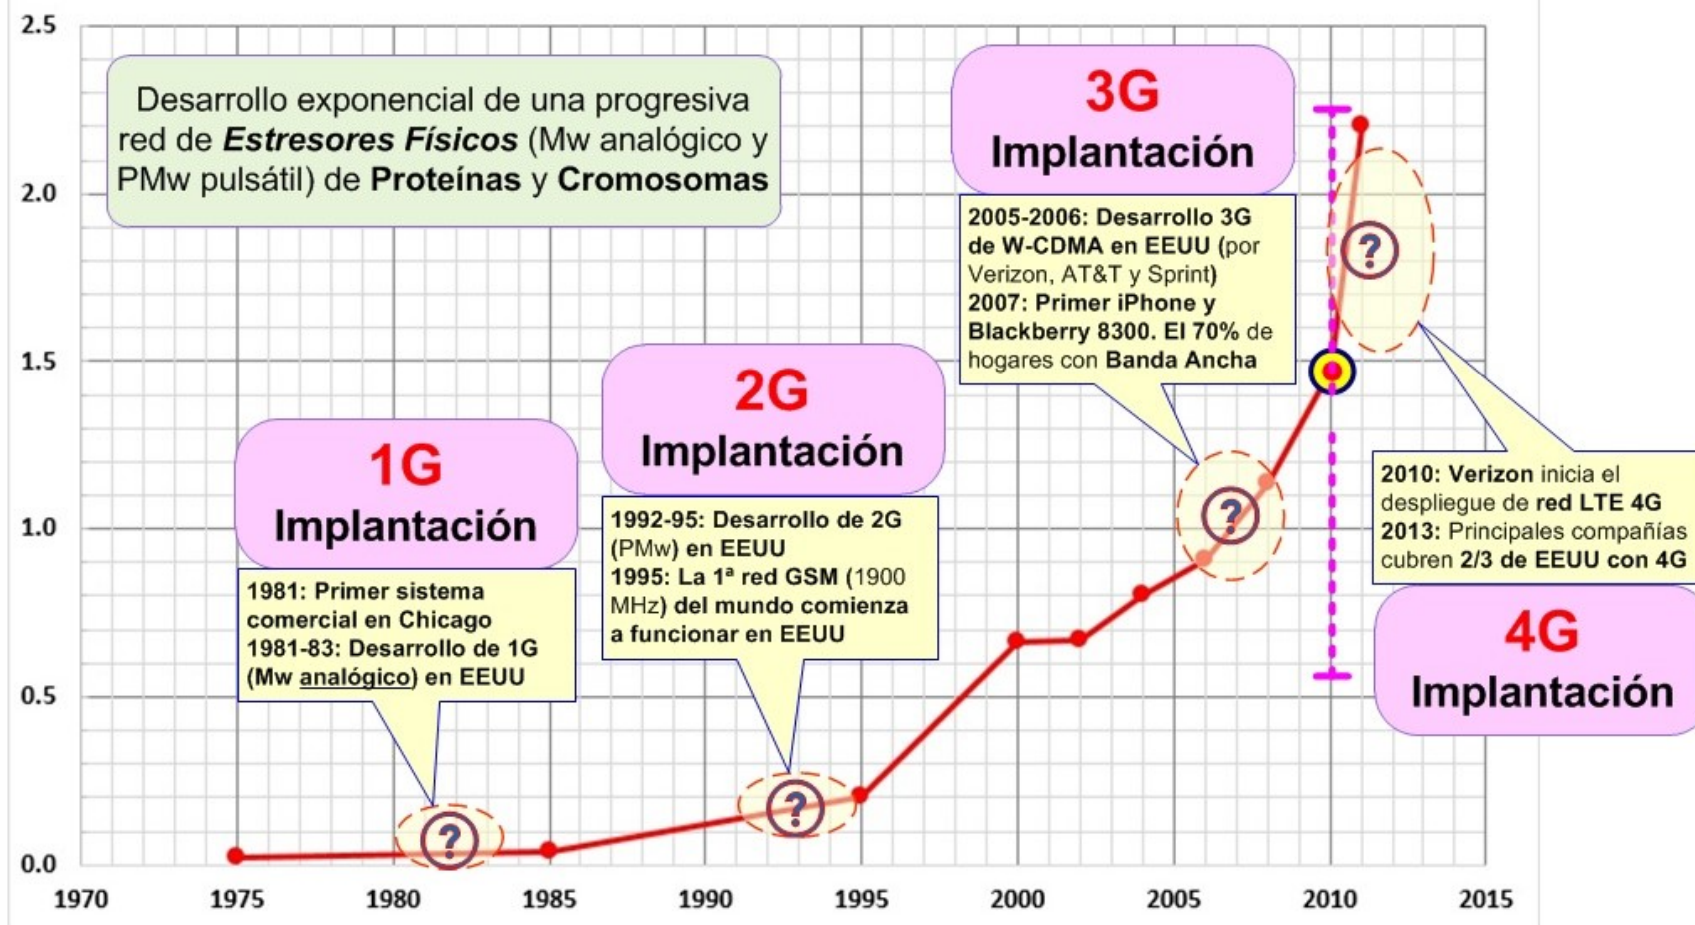 2.5
2.0
1.5
1.0
0.5
0.0
Desarrollo exponencial de una progresiva
red de Estresores Físicos (Mw analógico y
PMw pulsátil) de Proteínas y Cromosomas
1G
Implantación
1981: Primer sistema
comercial en Chicago
1981-83: Desarrollo de 1G
(Mw analógico) en EEUU
?
2G
Implantación
1992-95: Desarrollo de 2G
(PMw) en EEUU
1995: La 1ª red GSM (1900
MHz) del mundo comienza
a funcionar en EEUU
?
3G
Implantación
2005-2006: Desarrollo 3G
de W-CDMA en EEUU (por
Verizon, AT&T y Sprint)
2007: Primer iPhone y
Blackberry 8300. El 70% de
hogares con Banda Ancha
?
?
2010: Verizon inicia el
despliegue de red LTE 4G
2013: Principales compañías
cubren 2/3 de EEUU con 4G
4G
Implantación
1970 1975 1980 1985 1990 1995 2000 2005 2010 2015